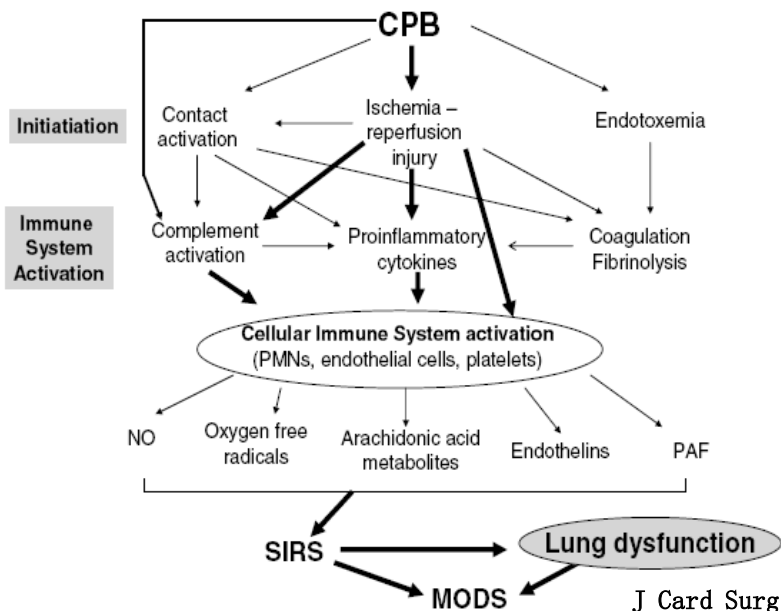 CPB
Initiatiation
Contact
activation
Ischemia –
reperfusion
injury
Endotoxemia
Immune
System
Activation
Complement
activation
Proinflammatory
cytokines
Coagulation
Fibrinolysis
Cellular Immune System activation
(PMNs, endothelial cells, platelets)
NO
Oxygen free
radicals
Arachidonic acid
metabolites
Endothelins
PAF
SIRS
Lung dysfunction
MODS
J Card Surg